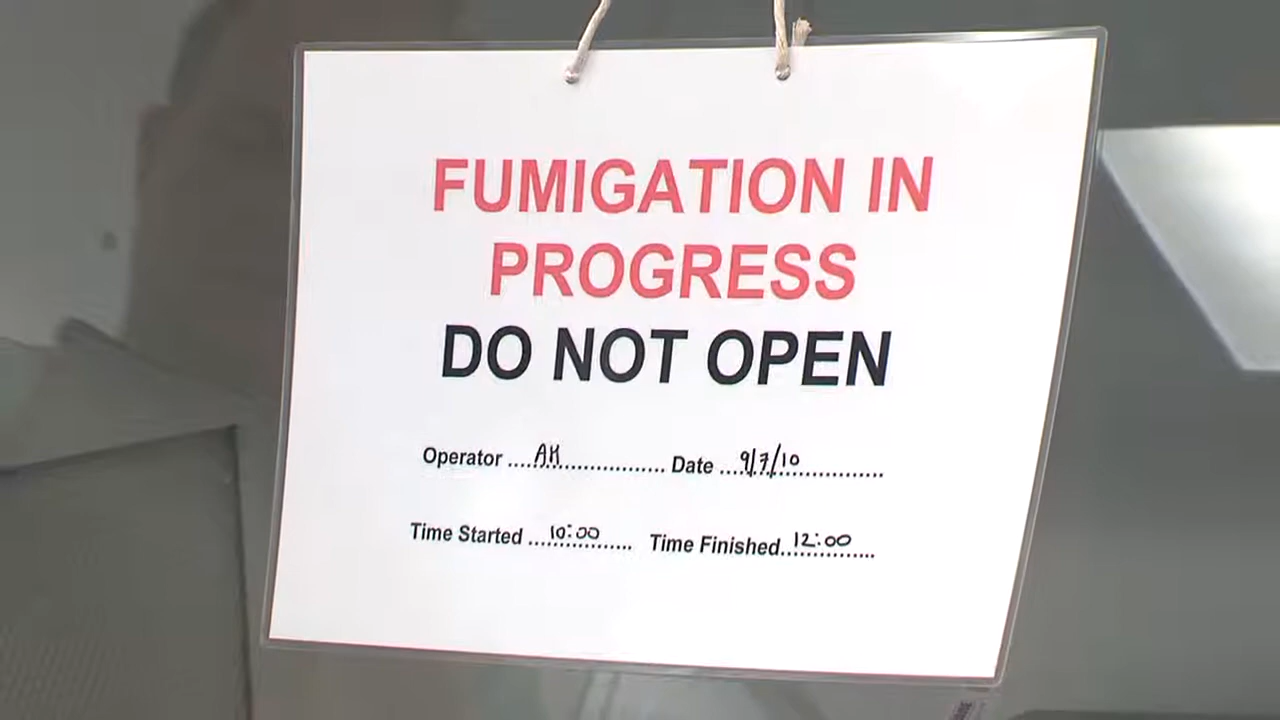 FUMIGATION IN
PROGRESS
DO NOT OPEN
Operator ....AH................... Date ...9/7/10..............
Time Started ...10:00........ Time Finished..12:00......